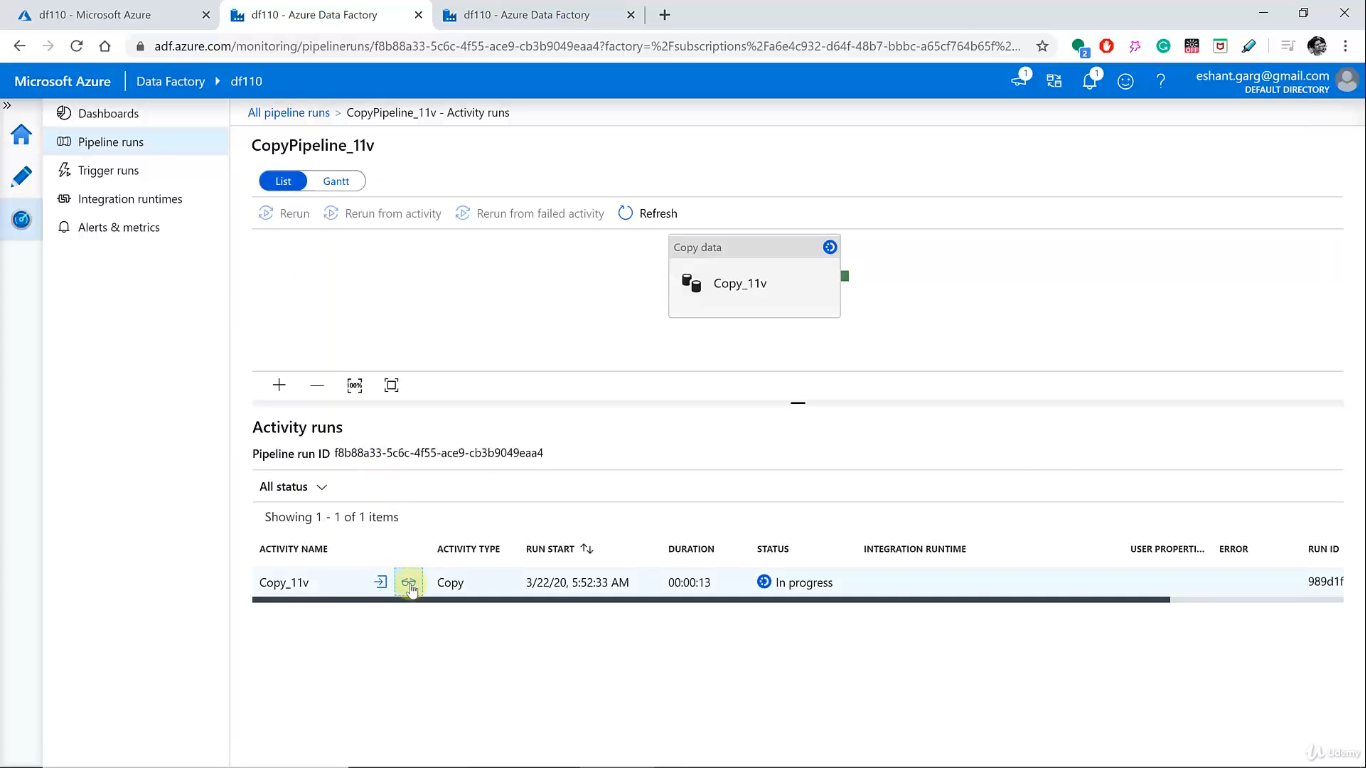 df110 - Microsoft Azure
df110 - Azure Data Factory
df110 - Azure Data Factory
adf.azure.com/monitoring/pipelineruns/f8b88a33-5c6c-4f55-ace9-cb3b9049eaa4?factory=%2Fsubscriptions%2Fa6e4c932-d64f-48b7-bbbc-a65cf764b65f%2...
2
OFF
Microsoft Azure
Data Factory
df110
1
1
eshant.garg@gmail.com
DEFAULT DIRECTORY
Dashboards
Pipeline runs
Trigger runs
Integration runtimes
Alerts & metrics
All pipeline runs > CopyPipeline_11v - Activity runs
CopyPipeline_11v
List Gantt
Rerun Rerun from activity Rerun from failed activity Refresh
Copy data
Copy_11v
100%
Activity runs
Pipeline run ID f8b88a33-5c6c-4f55-ace9-cb3b9049eaa4
All status
Showing 1 - 1 of 1 items
ACTIVITY NAME ACTIVITY TYPE RUN START DURATION STATUS INTEGRATION RUNTIME USER PROPERTI... ERROR RUN ID
Copy_11v Copy 3/22/20, 5:52:33 AM 00:00:13 In progress 989d1f
Udemy